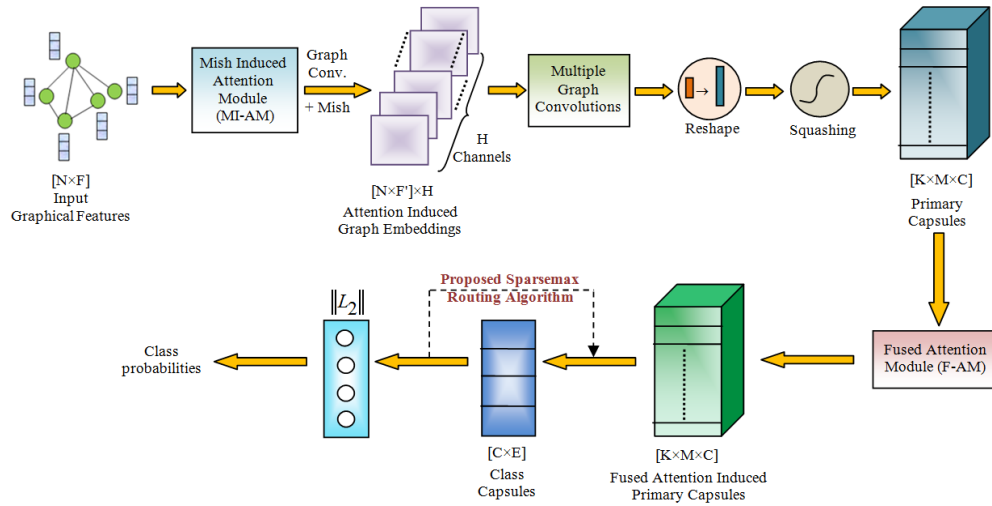 [N×F]
Input
Graphical Features
Mish Induced
Attention
Module
(MI-AM)
Graph
Conv.
+ Mish
H
Channels
[N×F']×H
Attention Induced
Graph Embeddings
Multiple
Graph
Convolutions
Reshape
Squashing
[K×M×C]
Primary
Capsules
Fused Attention
Module (F-AM)
[K×M×C]
Fused Attention Induced
Primary Capsules
Proposed Sparsemax
Routing Algorithm
[C×E]
Class
Capsules
‖L₂‖
Class
probabilities